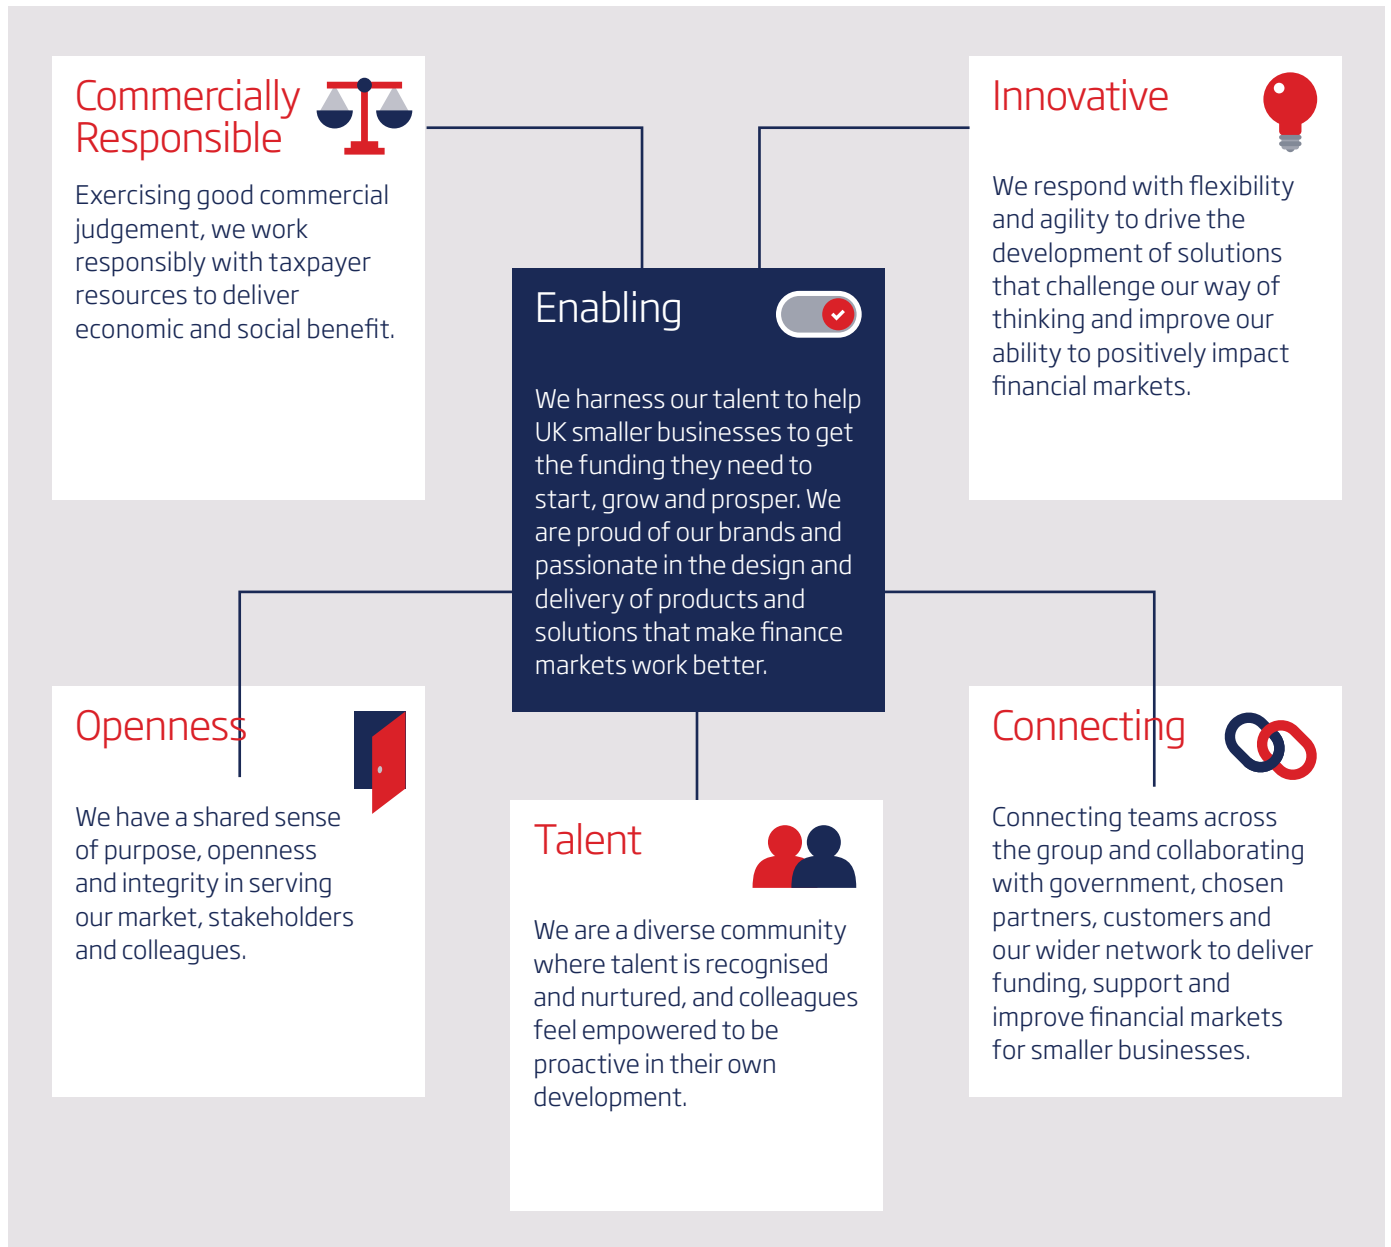 Commercially
Responsible
Exercising good commercial
judgement, we work
responsibly with taxpayer
resources to deliver
economic and social benefit.
Innovative
We respond with flexibility
and agility to drive the
development of solutions
that challenge our way of
thinking and improve our
ability to positively impact
financial markets.
Enabling
We harness our talent to help
UK smaller businesses to get
the funding they need to
start, grow and prosper. We
are proud of our brands and
passionate in the design and
delivery of products and
solutions that make finance
markets work better.
Openness
We have a shared sense
of purpose, openness
and integrity in serving
our market, stakeholders
and colleagues.
Talent
We are a diverse community
where talent is recognised
and nurtured, and colleagues
feel empowered to be
proactive in their own
development.
Connecting
Connecting teams across
the group and collaborating
with government, chosen
partners, customers and
our wider network to deliver
funding, support and
improve financial markets
for smaller businesses.